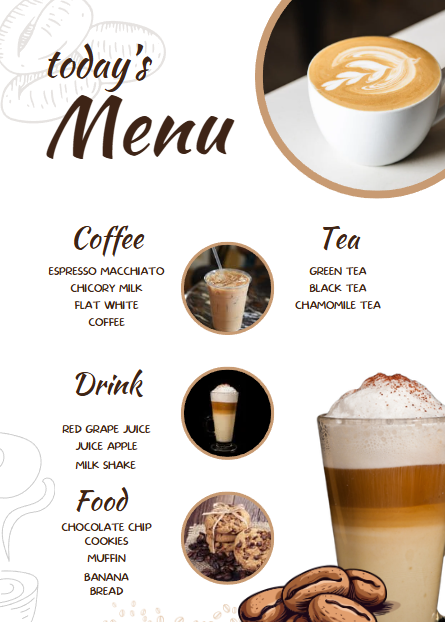 today's
Menu
Coffee
ESPRESSO MACCHIATO
CHICORY MILK
FLAT WHITE
COFFEE
Tea
GREEN TEA
BLACK TEA
CHAMOMILE TEA
Drink
RED GRAPE JUICE
JUICE APPLE
MILK SHAKE
Food
CHOCOLATE CHIP
COOKIES
MUFFIN
BANANA
BREAD